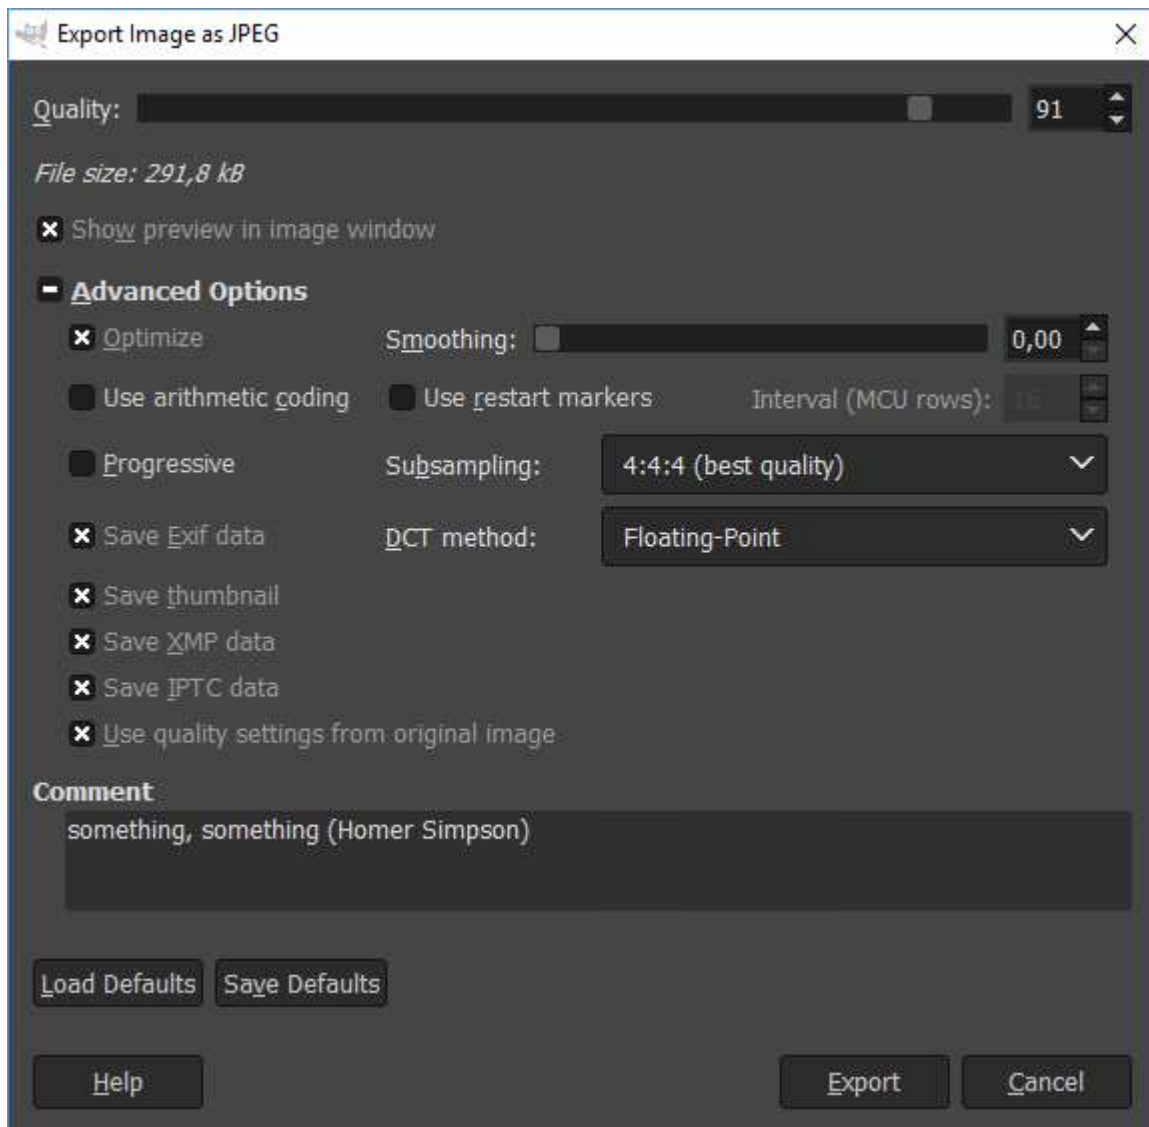 Export Image as JPEG
Quality: 91
File size: 291,8 kB
Show preview in image window
Advanced Options
Optimize Smoothing: 0,00
Use arithmetic coding Use restart markers Interval (MCU rows): 16
Progressive Subsampling: 4:4:4 (best quality)
Save Exif data DCT method: Floating-Point
Save thumbnail
Save XMP data
Save IPTC data
Use quality settings from original image
Comment
something, something (Homer Simpson)
Load Defaults Save Defaults
Help Export Cancel